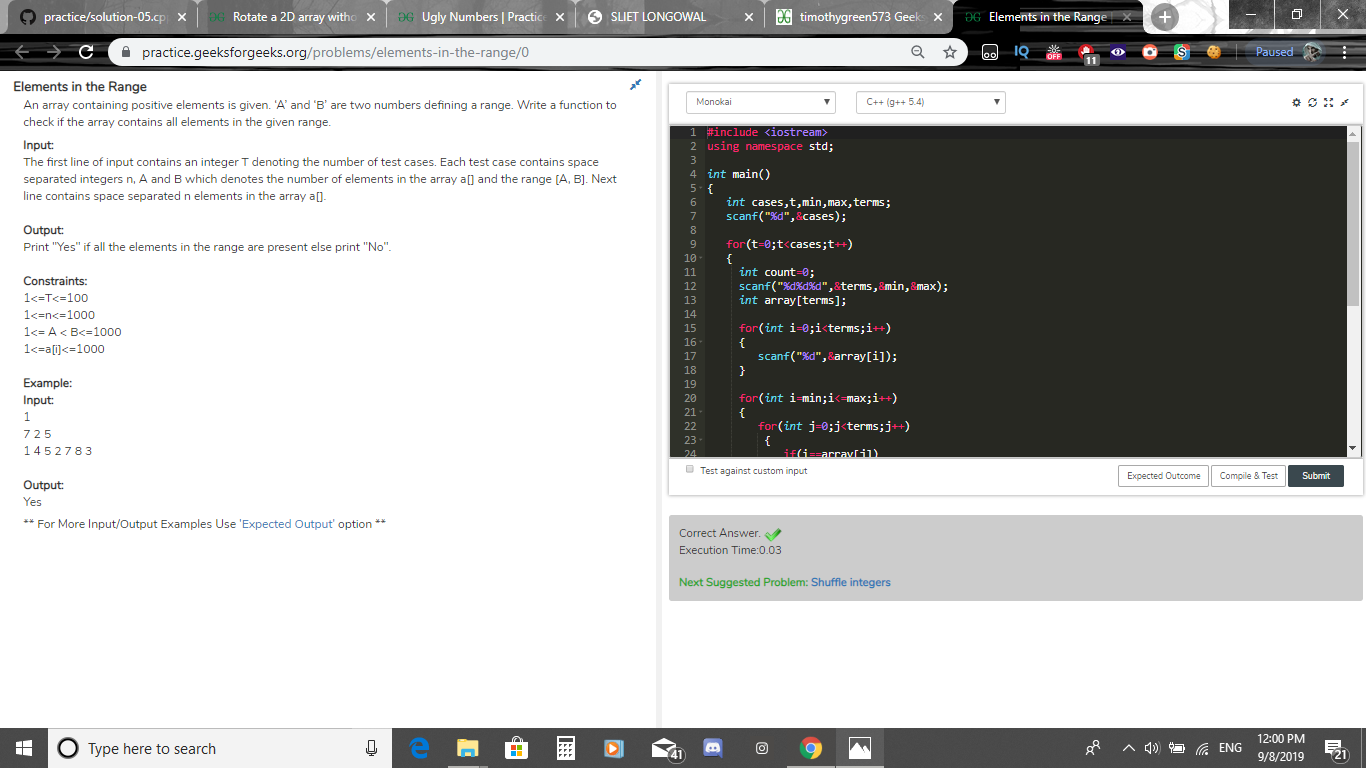 practice/solution-05.cp
Rotate a 2D array witho
Ugly Numbers | Practice
SLIET LONGOWAL
timothygreen573 Geeks
Elements in the Range
practice.geeksforgeeks.org/problems/elements-in-the-range/0
IQ
OFF
11
S
Paused
Elements in the Range
An array containing positive elements is given. 'A' and 'B' are two numbers defining a range. Write a function to
check if the array contains all elements in the given range.
Input:
The first line of input contains an integer T denoting the number of test cases. Each test case contains space
separated integers n, A and B which denotes the number of elements in the array a[] and the range [A, B]. Next
line contains space separated n elements in the array a[].
Output:
Print "Yes" if all the elements in the range are present else print "No".
Constraints:
1<=T<=100
1<=n<=1000
1<= A < B<=1000
1<=a[i]<=1000
Example:
Input:
1
7 2 5
1 4 5 2 7 8 3
Output:
Yes
** For More Input/Output Examples Use 'Expected Output' option **
Monokai
C++ (g++ 5.4)
1 #include <iostream>
2 using namespace std;
3
4 int main()
5 {
6 int cases,t,min,max,terms;
7 scanf("%d",&cases);
8
9 for(t=0;t<cases;t++)
10 {
11 int count=0;
12 scanf("%d%d%d",&terms,&min,&max);
13 int array[terms];
14
15 for(int i=0;i<terms;i++)
16 {
17 scanf("%d",&array[i]);
18 }
19
20 for(int i=min;i<=max;i++)
21 {
22 for(int j=0;j<terms;j++)
23 {
24 if(i==array[j])
Test against custom input
Expected Outcome
Compile & Test
Submit
Correct Answer.
Execution Time:0.03
Next Suggested Problem: Shuffle integers
Type here to search
41
ENG
12:00 PM
9/8/2019
21